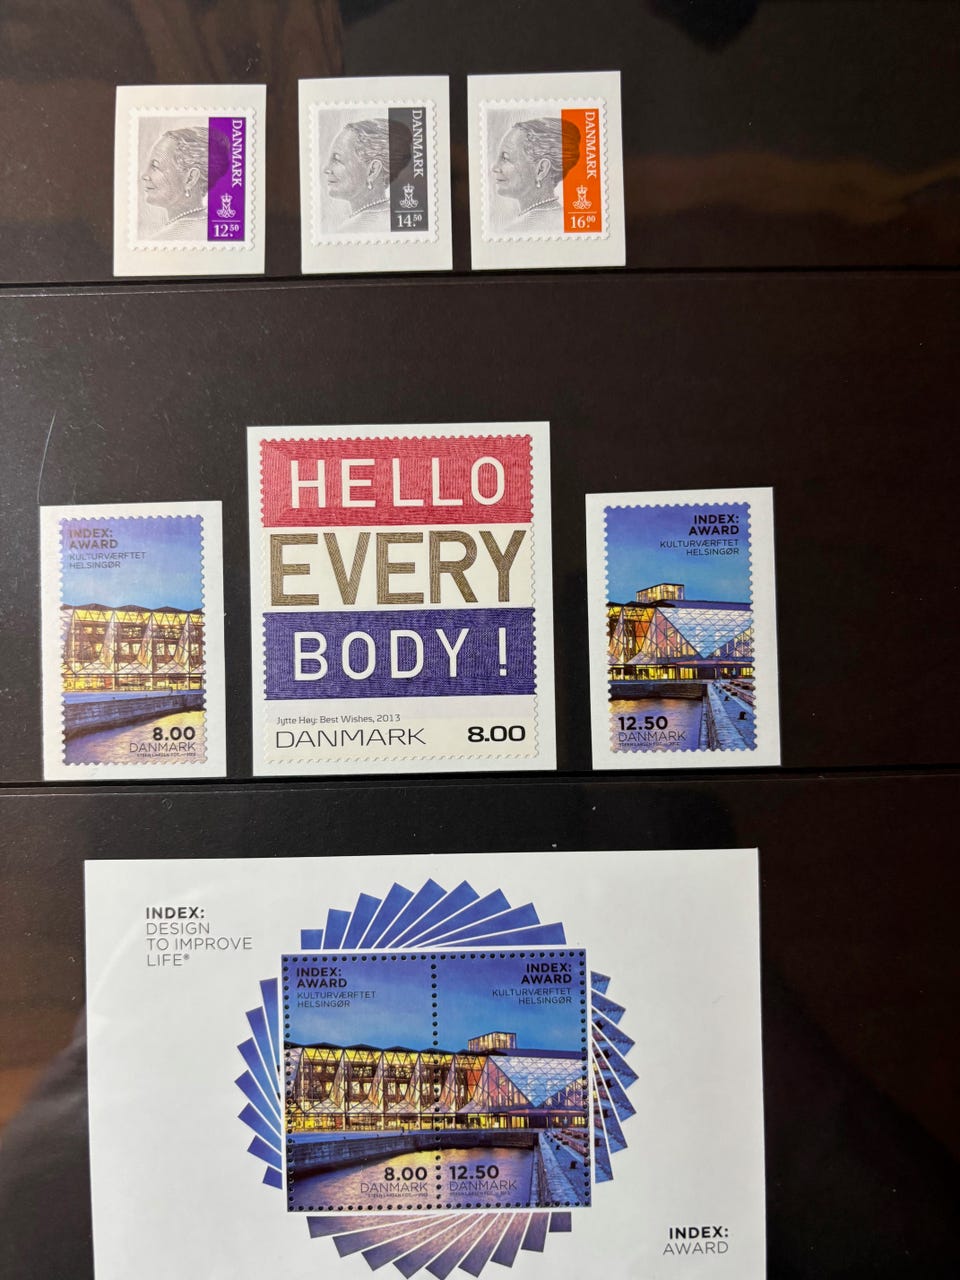 DANMARK
12.50
DANMARK
14.50
DANMARK
16.00
INDEX:
AWARD
KULTURVÆRFTET
HELSINGØR
8.00
DANMARK
HELLO
EVERY
BODY!
Jytte Høy: Best Wishes, 2013
DANMARK 8.00
INDEX:
AWARD
KULTURVÆRFTET
HELSINGØR
12.50
DANMARK
INDEX:
DESIGN
TO IMPROVE
LIFE®
INDEX:
AWARD
KULTURVÆRFTET
HELSINGØR
8.00
DANMARK
INDEX:
AWARD
KULTURVÆRFTET
HELSINGØR
12.50
DANMARK
INDEX:
AWARD